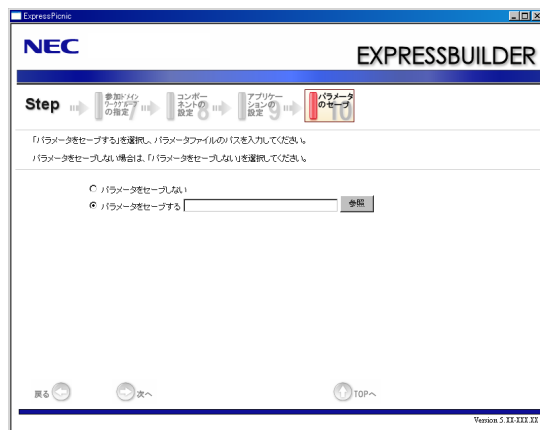 ExpressPicnic
NEC
EXPRESSBUILDER
Step
参加ドメイン
ワークグループ
の指定
7
コンポー
ネントの
設定
8
アプリケー
ションの
設定
9
パラメータ
のセーブ
10
「パラメータをセーブする」を選択し、パラメータファイルのパスを入力してください。
パラメータをセーブしない場合は、「パラメータをセーブしない」を選択してください。
パラメータをセーブしない
パラメータをセーブする
参照
戻る
次へ
TOPへ
Version 5.XX-XXX.XX